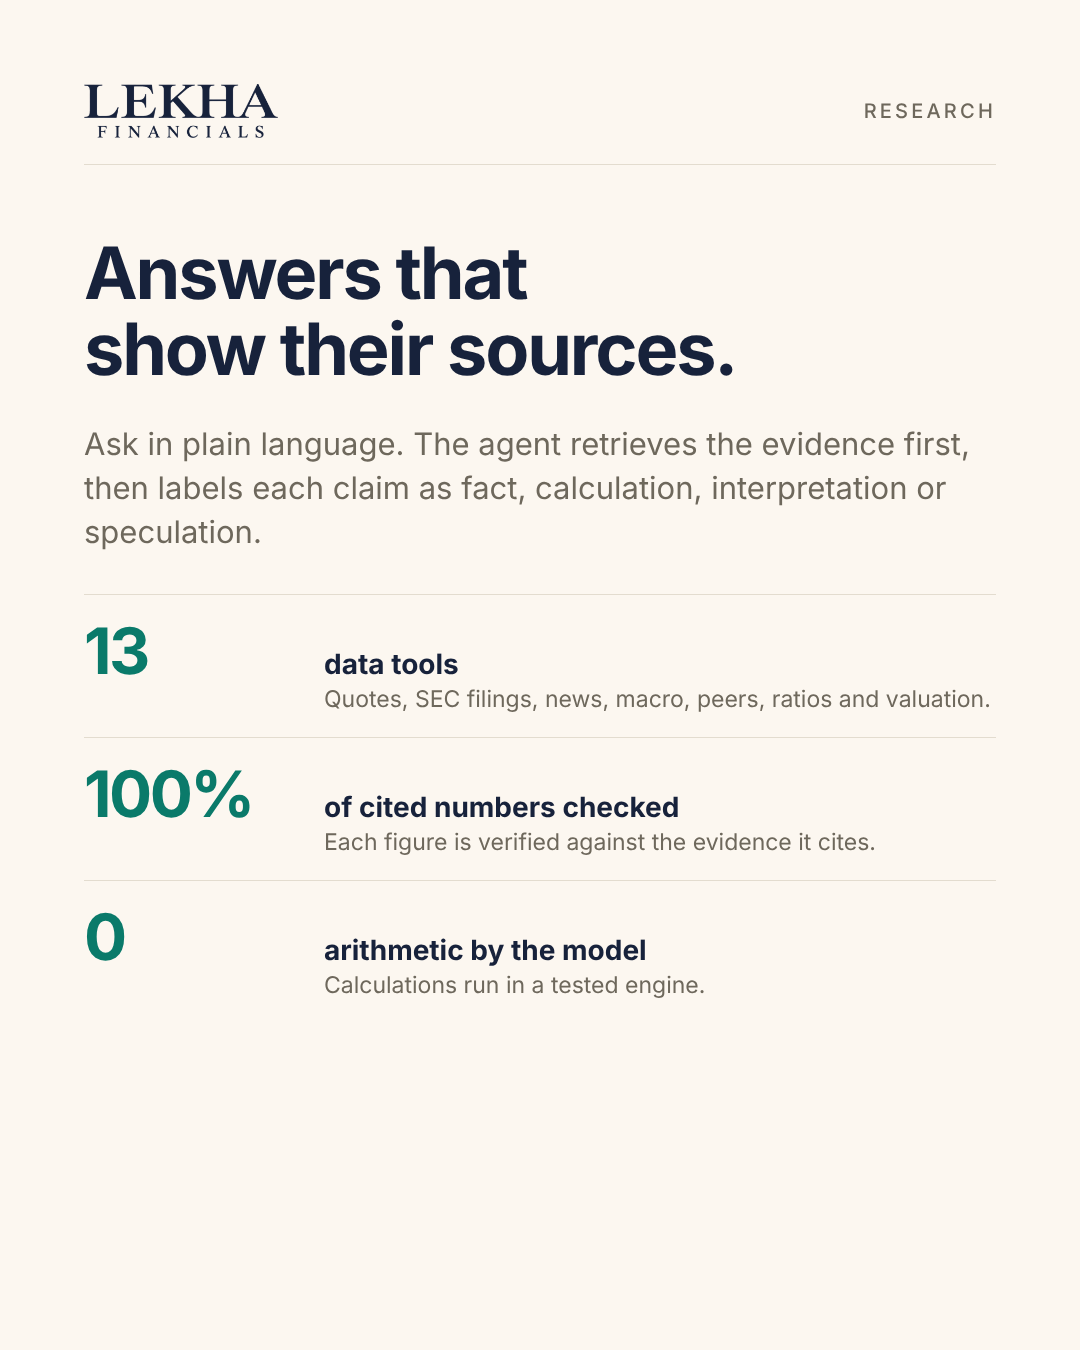 LEKHA
FINANCIALS
RESEARCH
Answers that
show their sources.
Ask in plain language. The agent retrieves the evidence first,
then labels each claim as fact, calculation, interpretation or
speculation.
13
data tools
Quotes, SEC filings, news, macro, peers, ratios and valuation.
100%
of cited numbers checked
Each figure is verified against the evidence it cites.
0
arithmetic by the model
Calculations run in a tested engine.